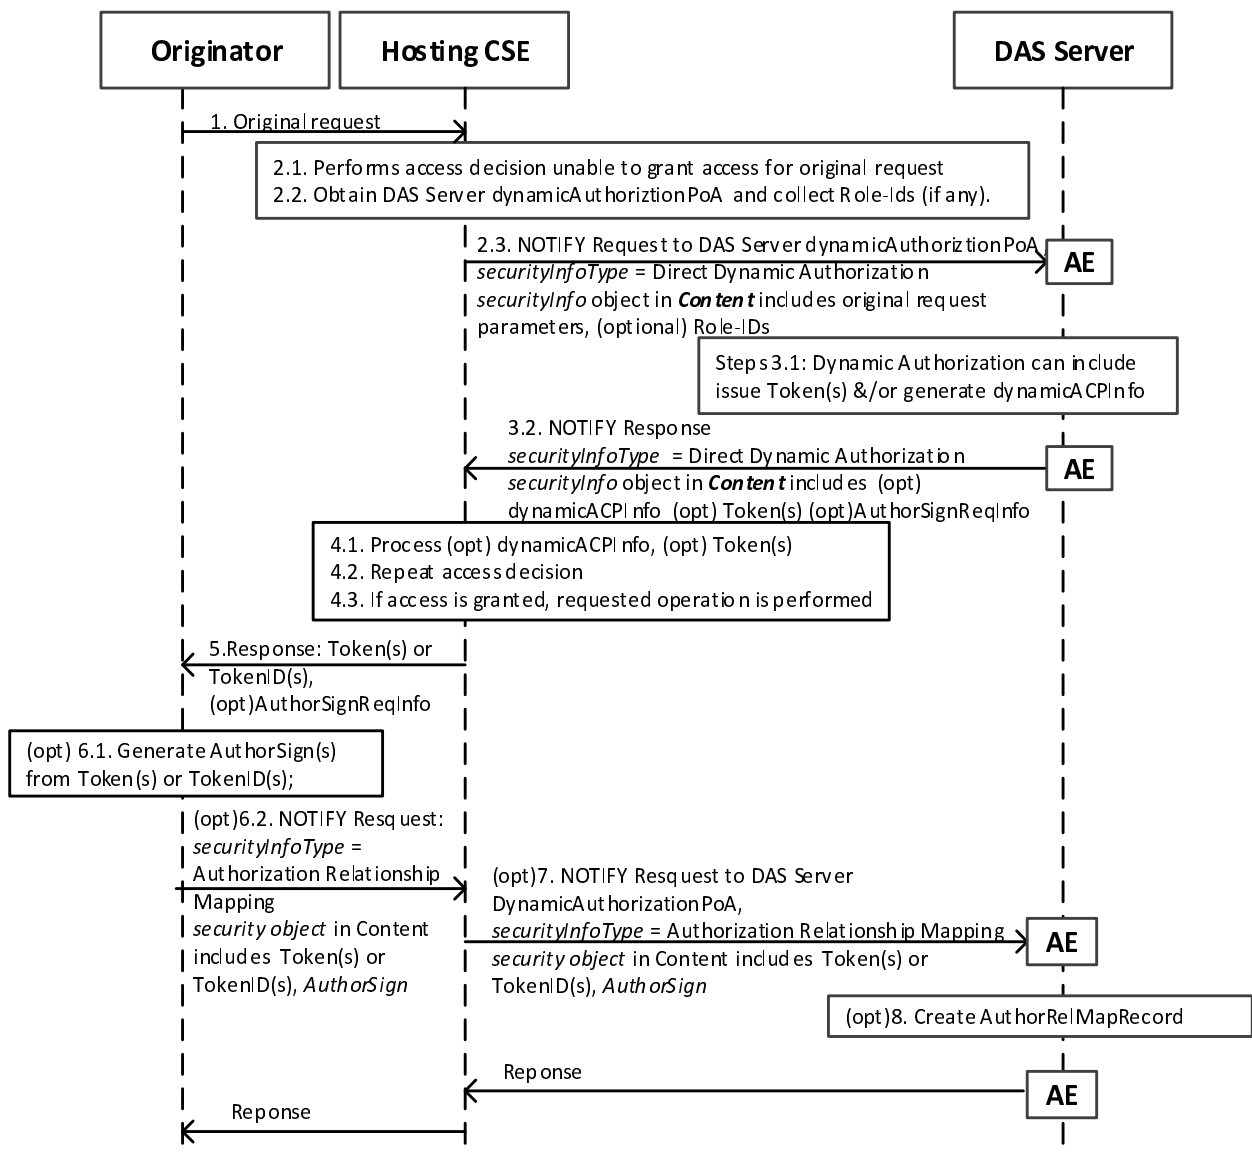 Originator
Hosting CSE
DAS Server
1. Original request
2.1. Performs access decision unable to grant access for original request
2.2. Obtain DAS Server dynamicAuthoriztionPoA and collect Role-Ids (if any).
2.3. NOTIFY Request to DAS Server dynamicAuthoriztionPoA,
securityInfoType = Direct Dynamic Authorization
securityInfo object in Content includes original request
parameters, (optional) Role-IDs
AE
Steps 3.1: Dynamic Authorization can include
issue Token(s) &/or generate dynamicACPInfo
3.2. NOTIFY Response
securityInfoType = Direct Dynamic Authorization
securityInfo object in Content includes (opt)
dynamicACPInfo (opt) Token(s) (opt)AuthorSignReqInfo
AE
4.1. Process (opt) dynamicACPInfo, (opt) Token(s)
4.2. Repeat access decision
4.3. If access is granted, requested operation is performed
5.Response: Token(s) or
TokenID(s),
(opt)AuthorSignReqInfo
(opt) 6.1. Generate AuthorSign(s)
from Token(s) or TokenID(s);
(opt)6.2. NOTIFY Resquest:
securityInfoType =
Authorization Relationship
Mapping
security object in Content
includes Token(s) or
TokenID(s), AuthorSign
(opt)7. NOTIFY Resquest to DAS Server
DynamicAuthorizationPoA,
securityInfoType = Authorization Relationship Mapping
security object in Content includes Token(s) or
TokenID(s), AuthorSign
AE
(opt)8. Create AuthorRelMapRecord
Reponse
AE
Reponse